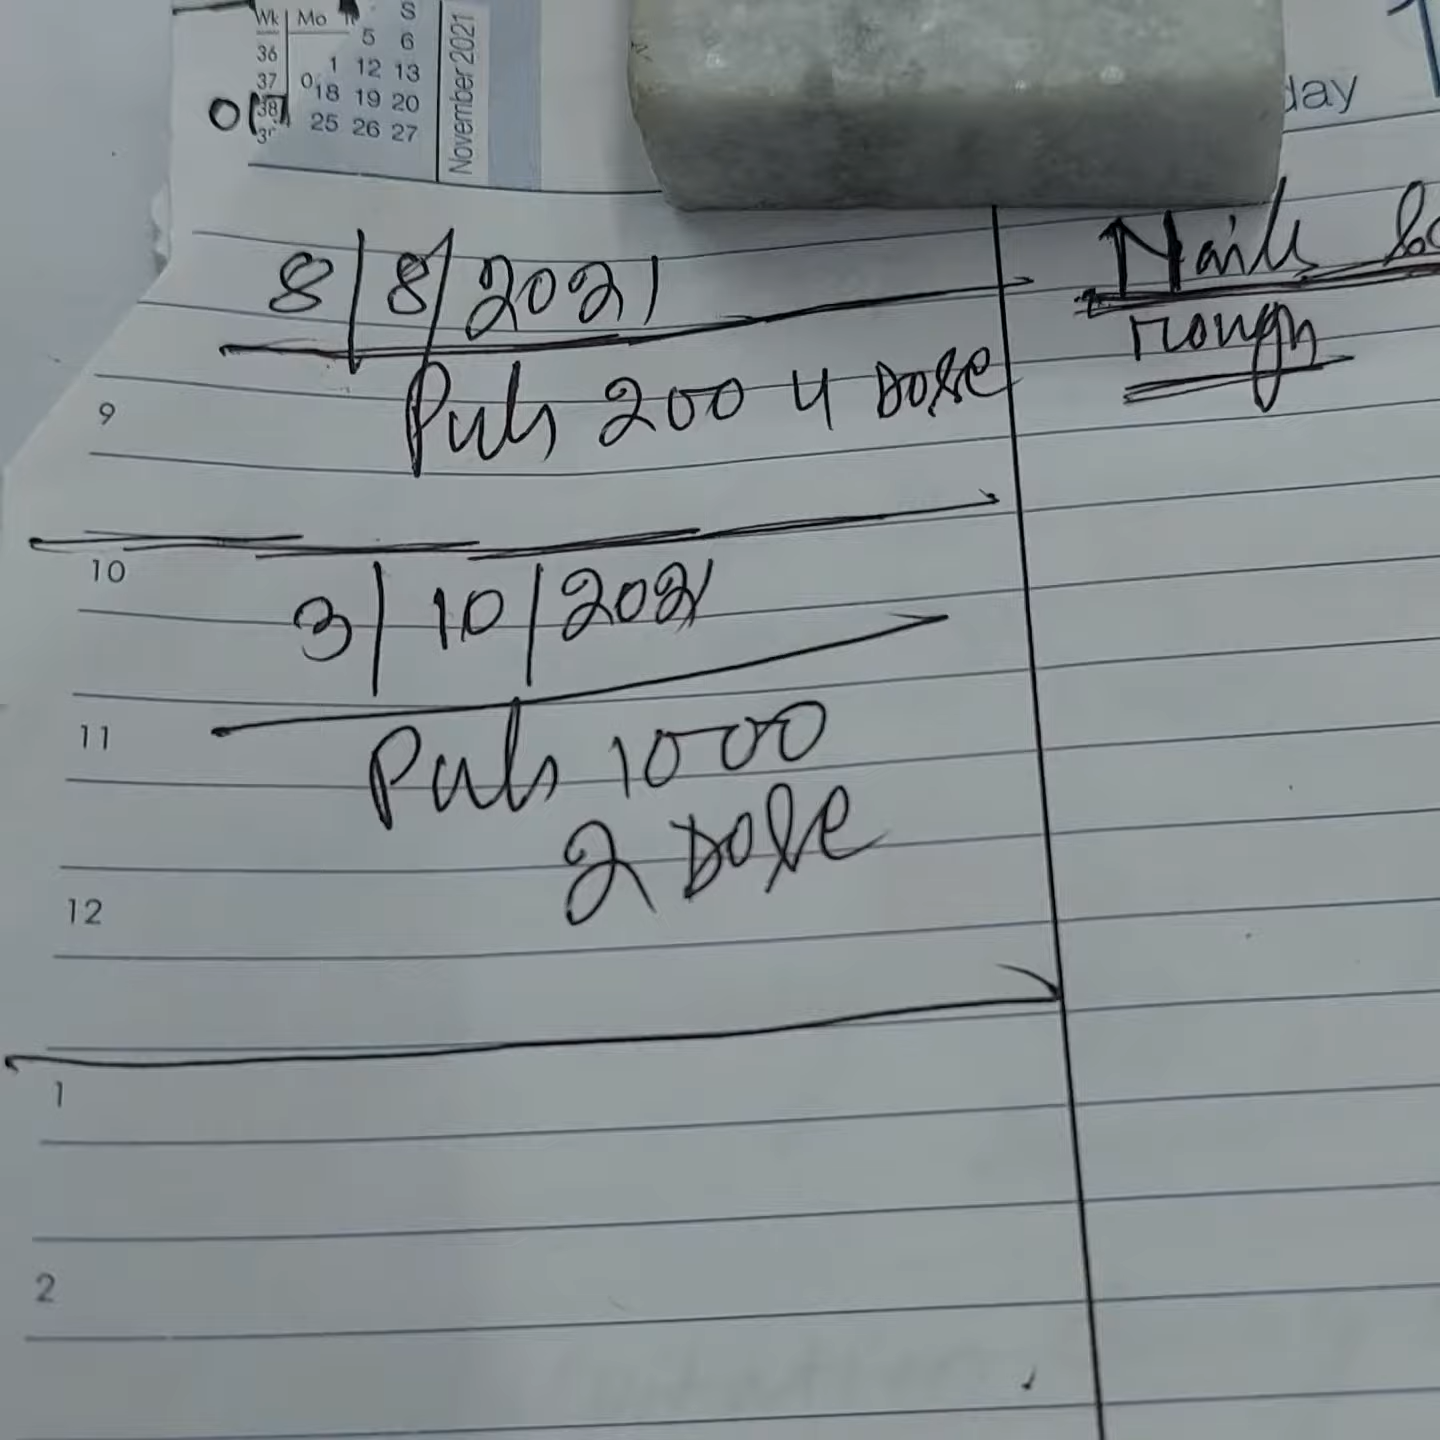 Wk Mo S
36 5 6
37 1 12 13
38 18 19 20
25 26 27
November 2021
day
8/8/2021
Nails
rough
9
Puls 200 4 Dose
10
3/10/2021
11
Puls 1000
2 Dose
12
1
2